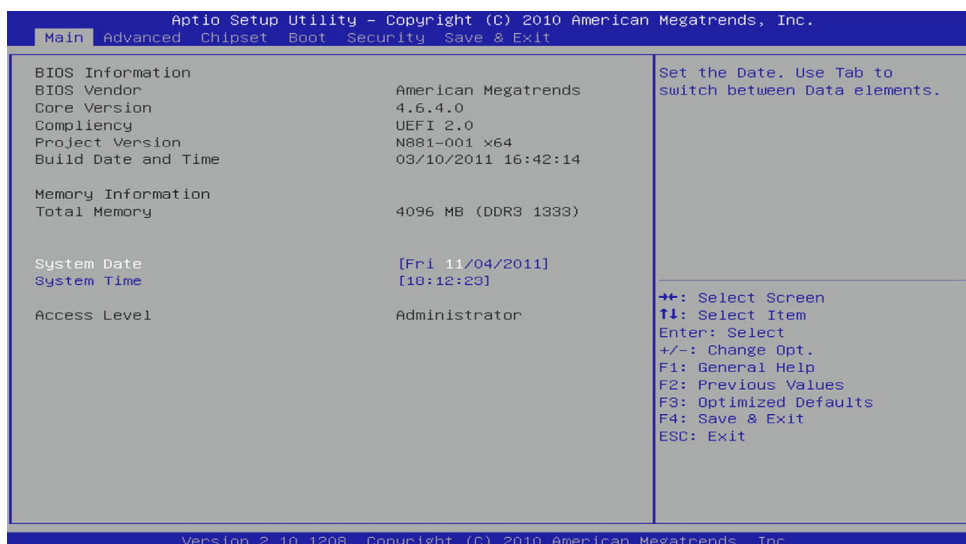 Aptio Setup Utility – Copyright (C) 2010 American Megatrends, Inc.
Main Advanced Chipset Boot Security Save & Exit
BIOS Information
BIOS Vendor American Megatrends
Core Version 4.6.4.0
Compliency UEFI 2.0
Project Version N881-001 x64
Build Date and Time 03/10/2011 16:42:14
Memory Information
Total Memory 4096 MB (DDR3 1333)
System Date [Fri 11/04/2011]
System Time [18:12:23]
Access Level Administrator
Set the Date. Use Tab to
switch between Data elements.
→←: Select Screen
↑↓: Select Item
Enter: Select
+/-: Change Opt.
F1: General Help
F2: Previous Values
F3: Optimized Defaults
F4: Save & Exit
ESC: Exit
Version 2.10.1208. Copyright (C) 2010 American Megatrends, Inc.